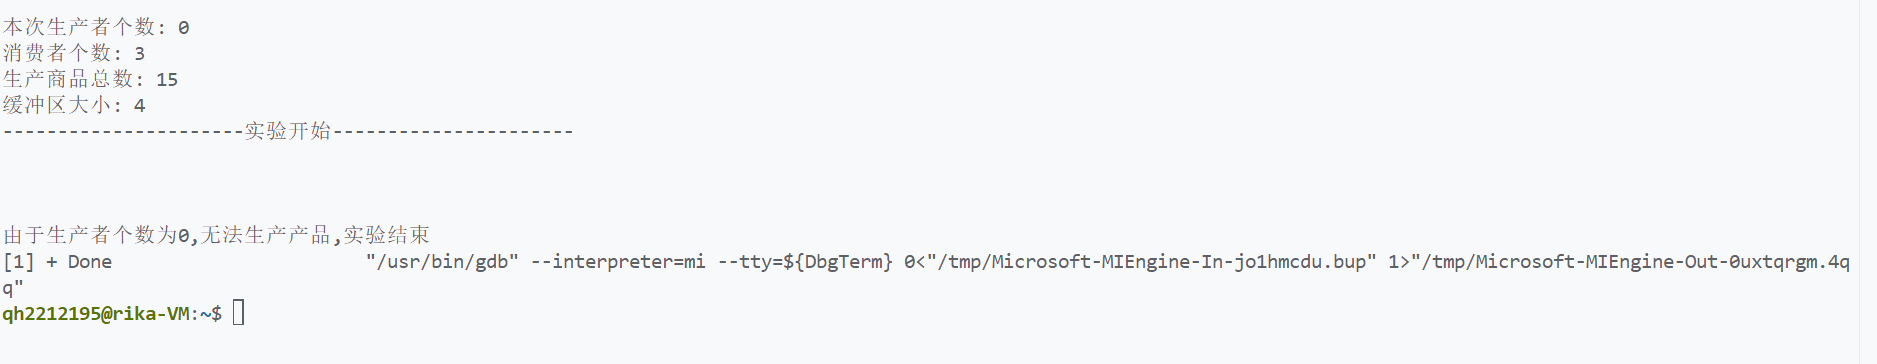 本次生产者个数: 0
消费者个数: 3
生产商品总数: 15
缓冲区大小: 4
----------------------实验开始----------------------
由于生产者个数为0,无法生产产品,实验结束
[1] + Done                       "/usr/bin/gdb" --interpreter=mi --tty=${DbgTerm} 0<"/tmp/Microsoft-MIEngine-In-jo1hmcdu.bup" 1>"/tmp/Microsoft-MIEngine-Out-0uxtqrgm.4q
q"
qh2212195@rika-VM:~$